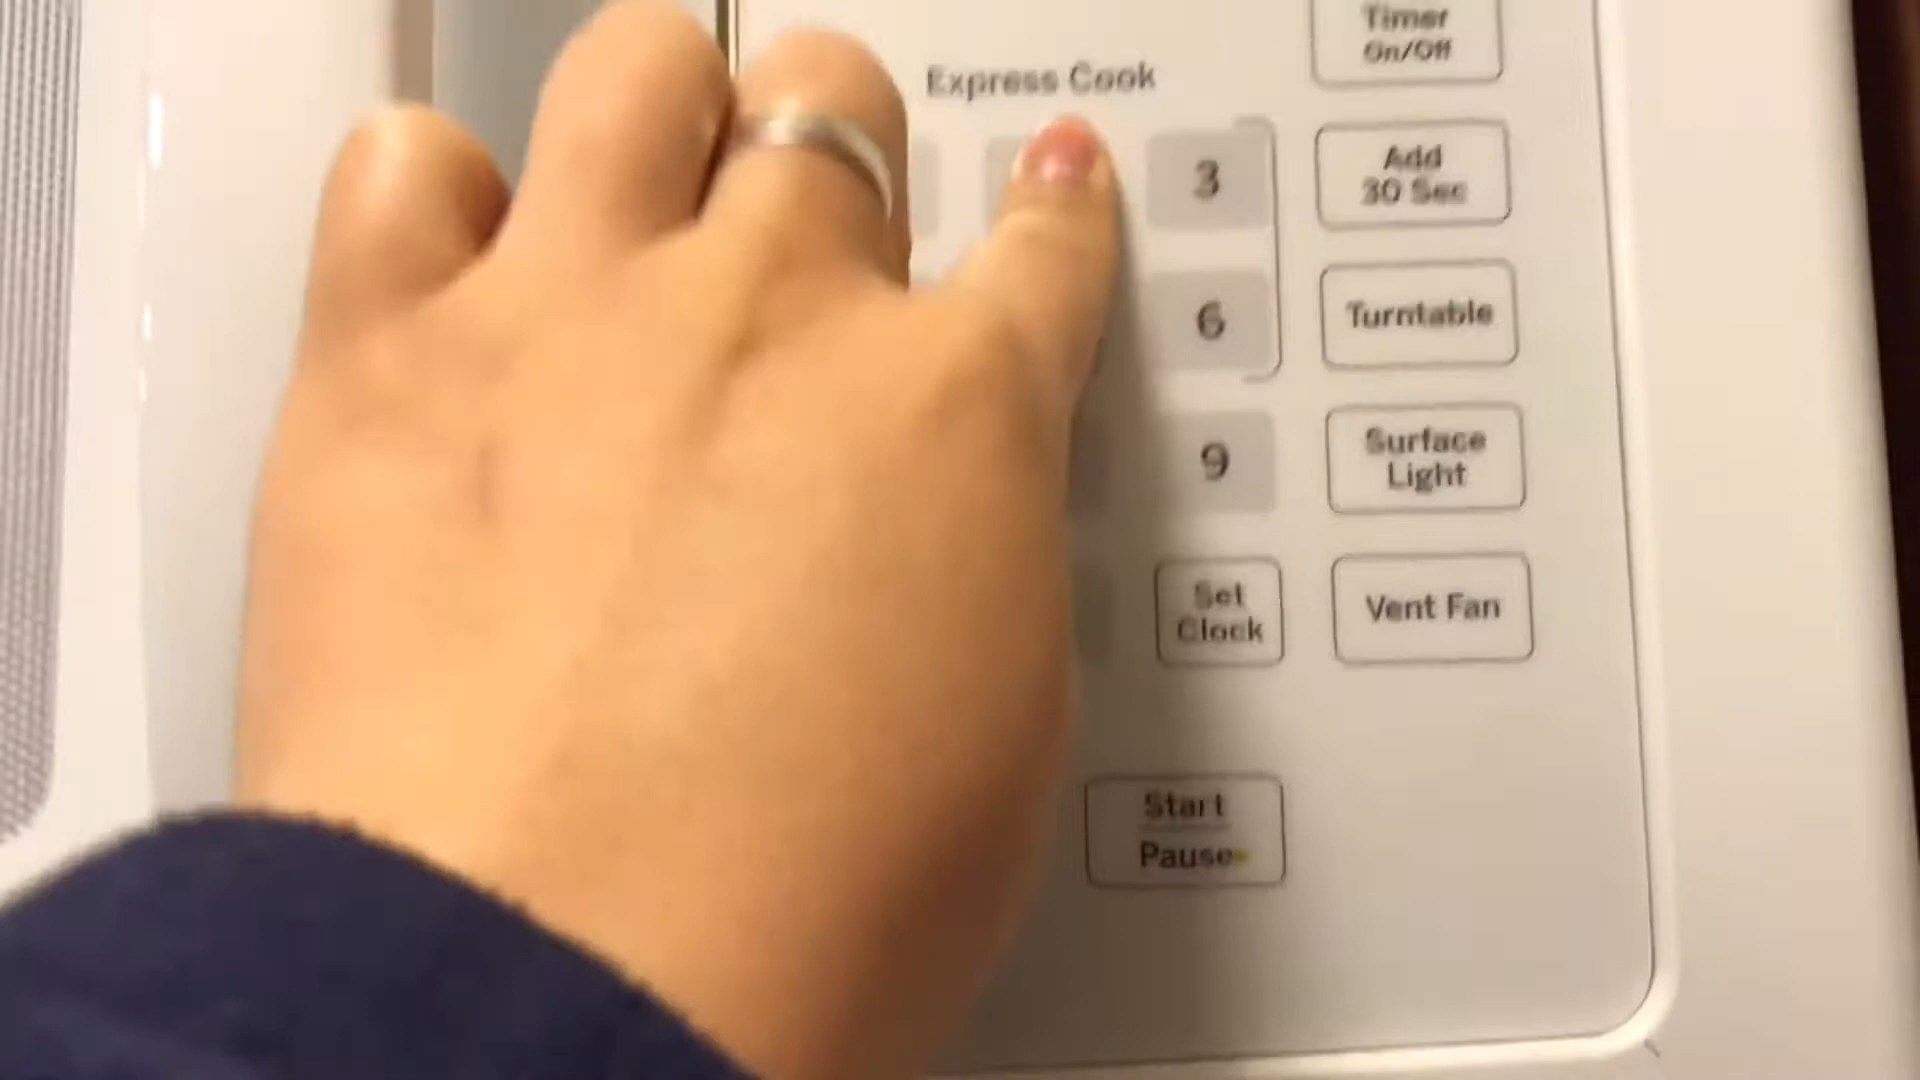 Timer
On/Off
Express Cook
3
Add
30 Sec
6
Turntable
9
Surface
Light
Set
Clock
Vent Fan
Start
Pause